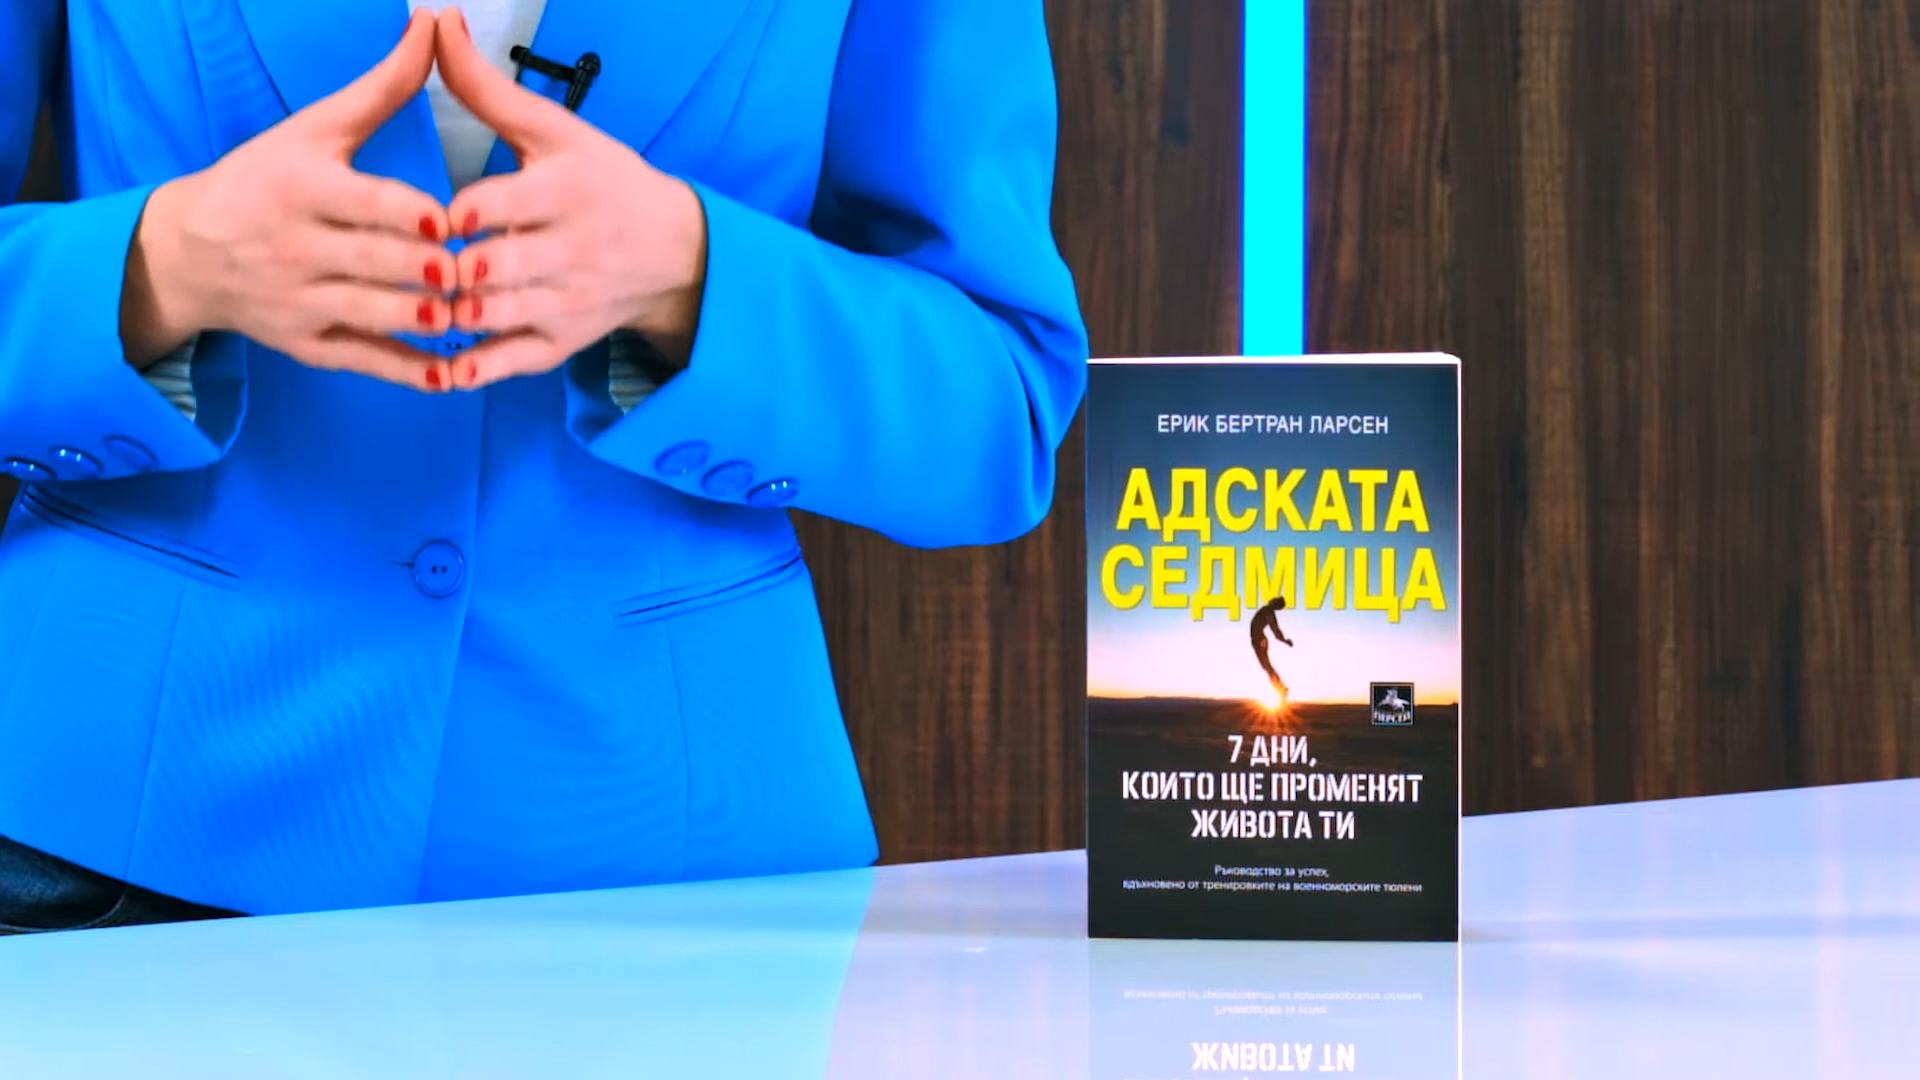 ЕРИК БЕРТРАН ЛАРСЕН
АДСКАТА
СЕДМИЦА
ПЕРСЕЙ
7 ДНИ,
КОИТО ЩЕ ПРОМЕНЯТ
ЖИВОТА ТИ
Ръководство за успех,
вдъхновено от тренировките на военноморските тюлени